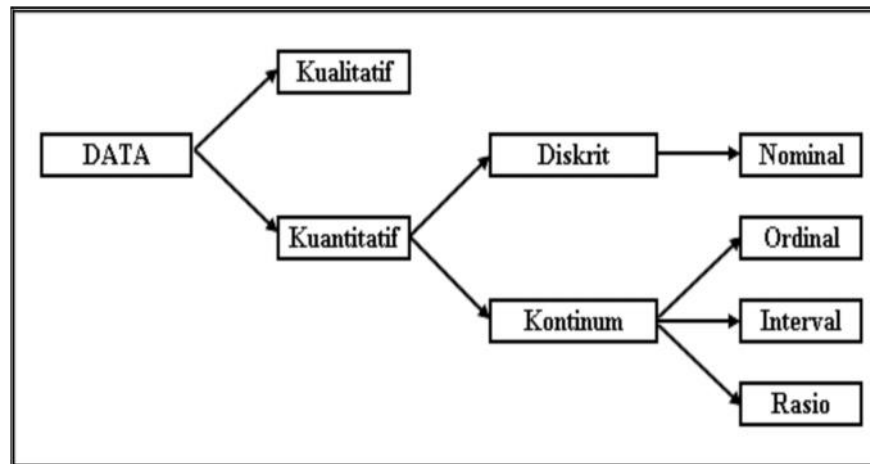 Kualitatif
DATA
Diskrit
Nominal
Kuantitatif
Ordinal
Kontinum
Interval
Rasio